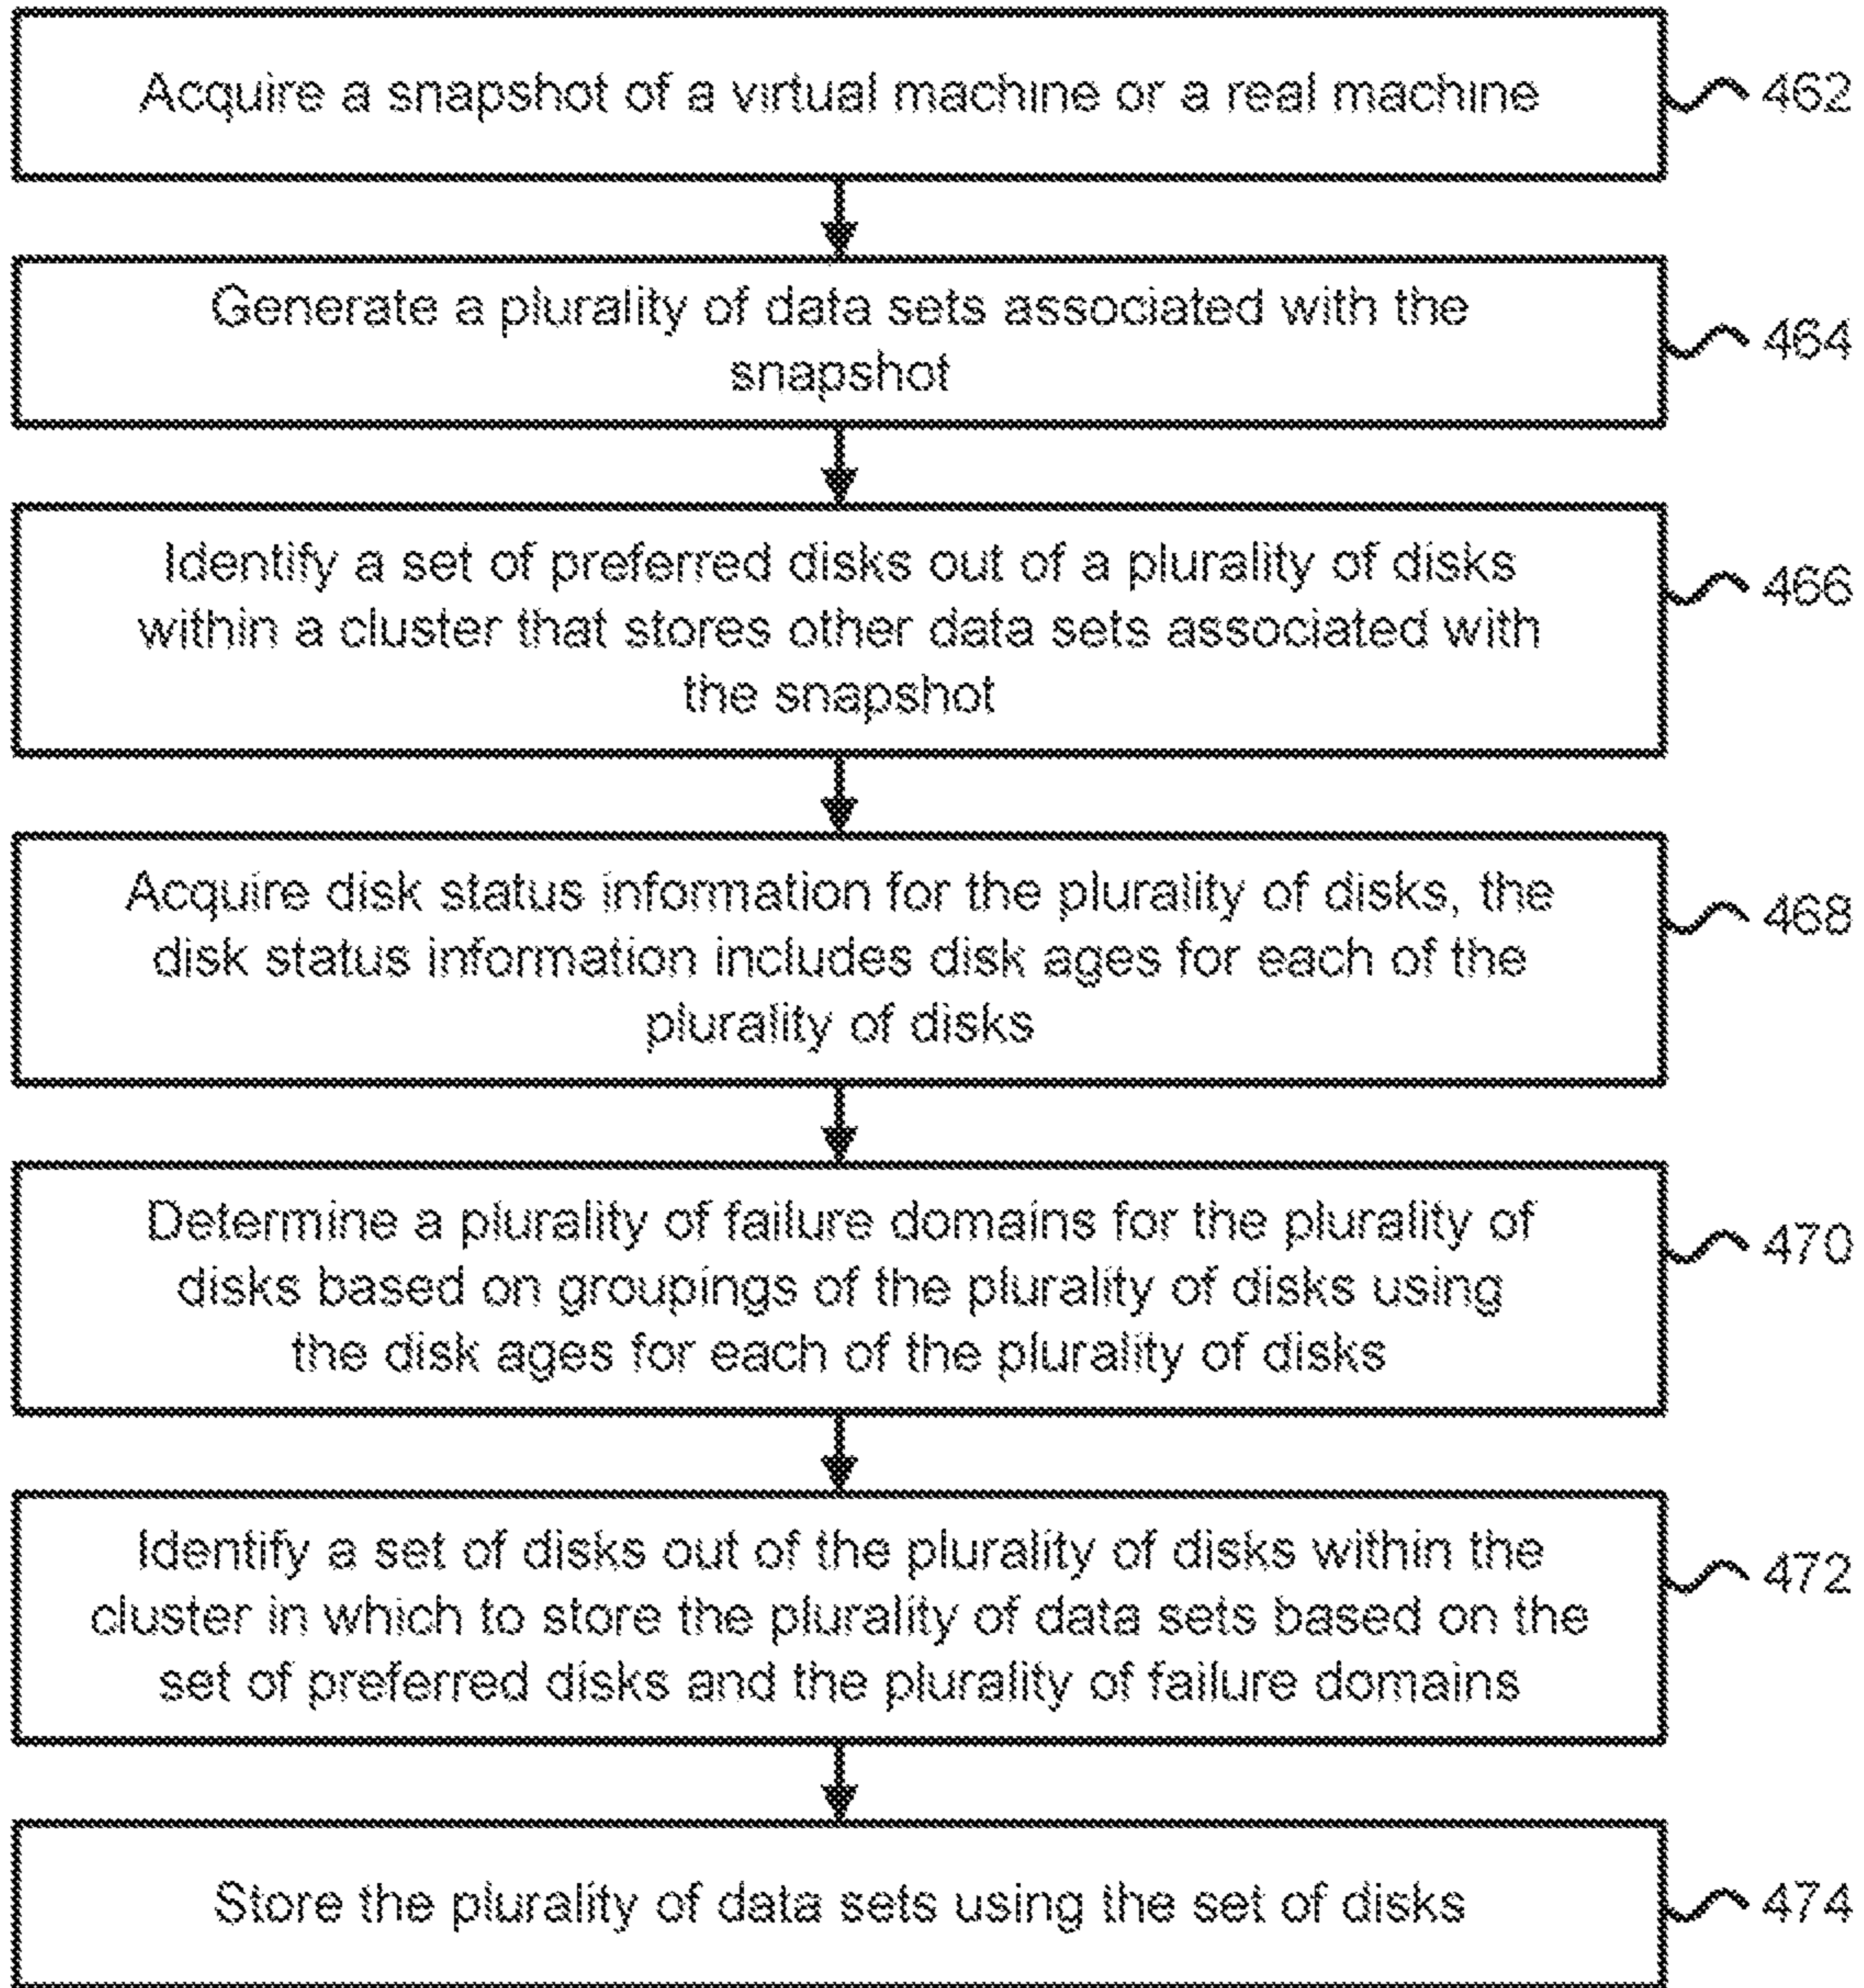 Acquire a snapshot of a virtual machine or a real machine
462
Generate a plurality of data sets associated with the
snapshot
464
Identify a set of preferred disks out of a plurality of disks
within a cluster that stores other data sets associated with
the snapshot
466
Acquire disk status information for the plurality of disks, the
disk status information includes disk ages for each of the
plurality of disks
468
Determine a plurality of failure domains for the plurality of
disks based on groupings of the plurality of disks using
the disk ages for each of the plurality of disks
470
Identify a set of disks out of the plurality of disks within the
cluster in which to store the plurality of data sets based on the
set of preferred disks and the plurality of failure domains
472
Store the plurality of data sets using the set of disks
474